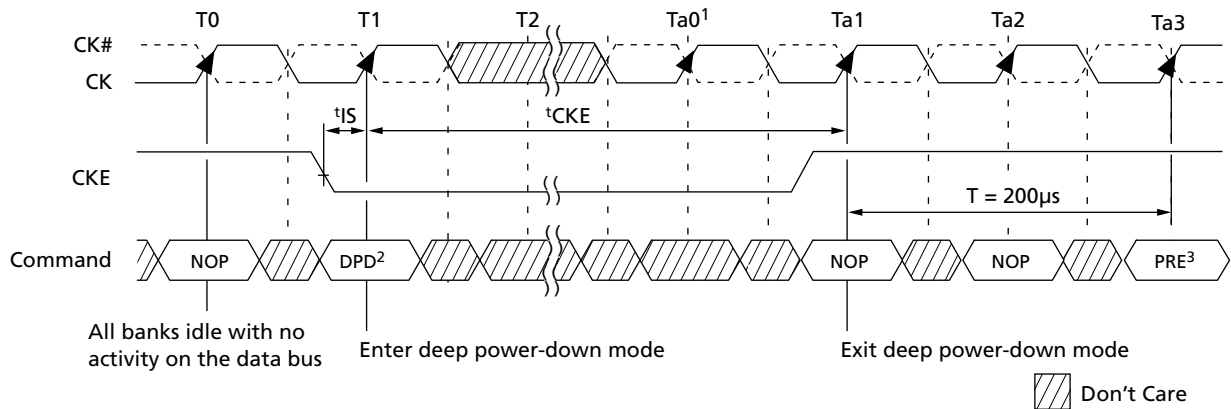 T0 T1 T2 Ta0¹ Ta1 Ta2 Ta3
CK#
CK
tIS tCKE
CKE
T = 200µs
Command NOP DPD² NOP NOP PRE³
All banks idle with no
activity on the data bus
Enter deep power-down mode
Exit deep power-down mode
Don't Care